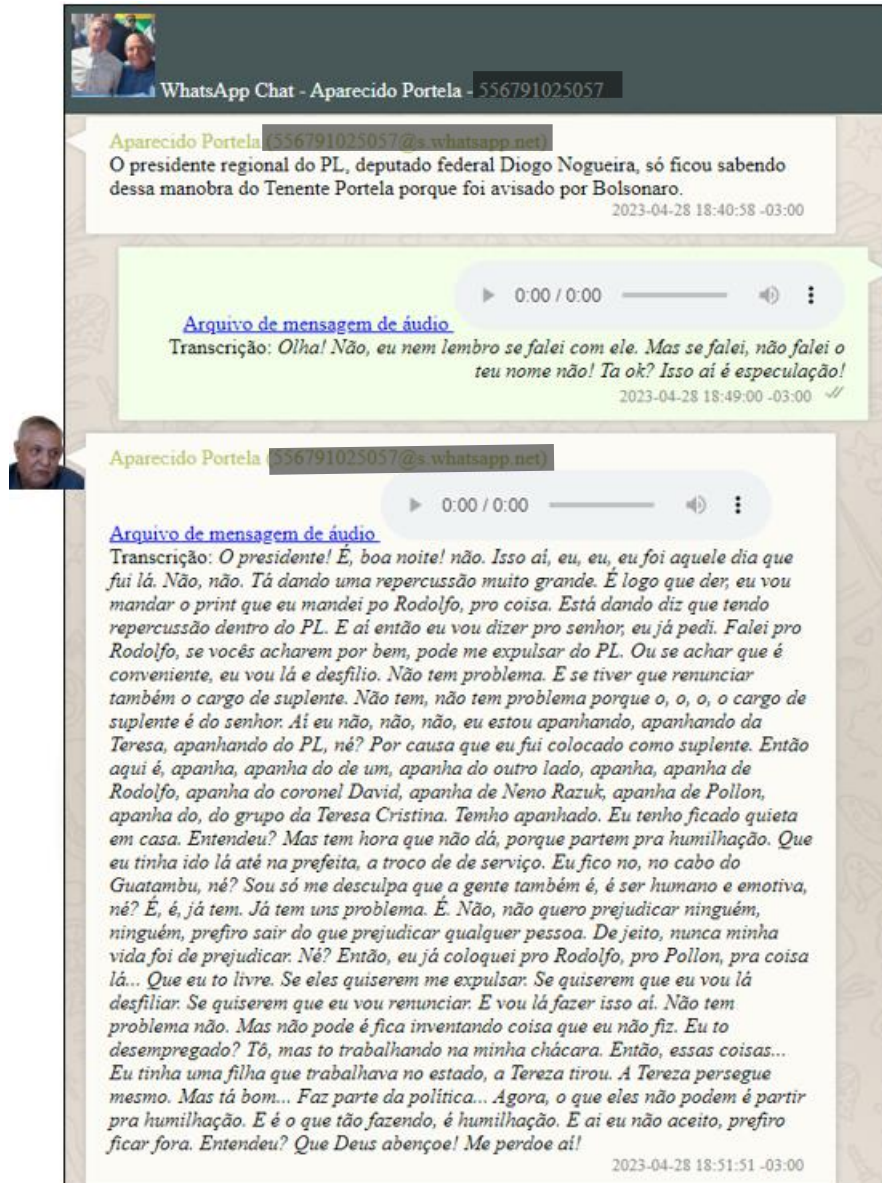 WhatsApp Chat - Aparecido Portela -
Aparecido Portela
O presidente regional do PL, deputado federal Diogo Nogueira, só ficou sabendo
dessa manobra do Tenente Portela porque foi avisado por Bolsonaro.
2023-04-28 18:40:58 -03:00
0:00 / 0:00
Arquivo de mensagem de áudio
Transcrição: Olha! Não, eu nem lembro se falei com ele. Mas se falei, não falei o
teu nome não! Ta ok? Isso aí é especulação!
2023-04-28 18:49:00 -03:00
Aparecido Portela
0:00 / 0:00
Arquivo de mensagem de áudio
Transcrição: O presidente! É, boa noite! não. Isso aí, eu, eu, eu foi aquele dia que
fui lá. Não, não. Tá dando uma repercussão muito grande. É logo que der, eu vou
mandar o print que eu mandei po Rodolfo, pro coisa. Está dando diz que tendo
repercussão dentro do PL. E aí então eu vou dizer pro senhor, eu já pedi. Falei pro
Rodolfo, se vocês acharem por bem, pode me expulsar do PL. Ou se achar que é
conveniente, eu vou lá e desfilio. Não tem problema. E se tiver que renunciar
também o cargo de suplente. Não tem, não tem problema porque o, o, o, o cargo de
suplente é do senhor. Aí eu não, não, não, eu estou apanhando, apanhando da
Teresa, apanhando do PL, né? Por causa que eu fui colocado como suplente. Então
aqui é, apanha, apanha do de um, apanha do outro lado, apanha, apanha de
Rodolfo, apanha do coronel David, apanha de Neno Razuk, apanha de Pollon,
apanha do, do grupo da Teresa Cristina. Temho apanhado. Eu tenho ficado quieta
em casa. Entendeu? Mas tem hora que não dá, porque partem pra humilhação. Que
eu tinha ido lá até na prefeita, a troco de de serviço. Eu fico no, no cabo do
Guatambu, né? Sou só me desculpa que a gente também é, é ser humano e emotiva,
né? É, é, já tem. Já tem uns problema. É. Não, não quero prejudicar ninguém,
ninguém, prefiro sair do que prejudicar qualquer pessoa. De jeito, nunca minha
vida foi de prejudicar. Né? Então, eu já coloquei pro Rodolfo, pro Pollon, pra coisa
lá... Que eu to livre. Se eles quiserem me expulsar. Se quiserem que eu vou lá
desfiliar. Se quiserem que eu vou renunciar. E vou lá fazer isso aí. Não tem
problema não. Mas não pode é fica inventando coisa que eu não fiz. Eu to
desempregado? Tô, mas to trabalhando na minha chácara. Então, essas coisas...
Eu tinha uma filha que trabalhava no estado, a Tereza tirou. A Tereza persegue
mesmo. Mas tá bom... Faz parte da política... Agora, o que eles não podem é partir
pra humilhação. E é o que tão fazendo, é humilhação. E ai eu não aceito, prefiro
ficar fora. Entendeu? Que Deus abençoe! Me perdoe aí!
2023-04-28 18:51:51 -03:00